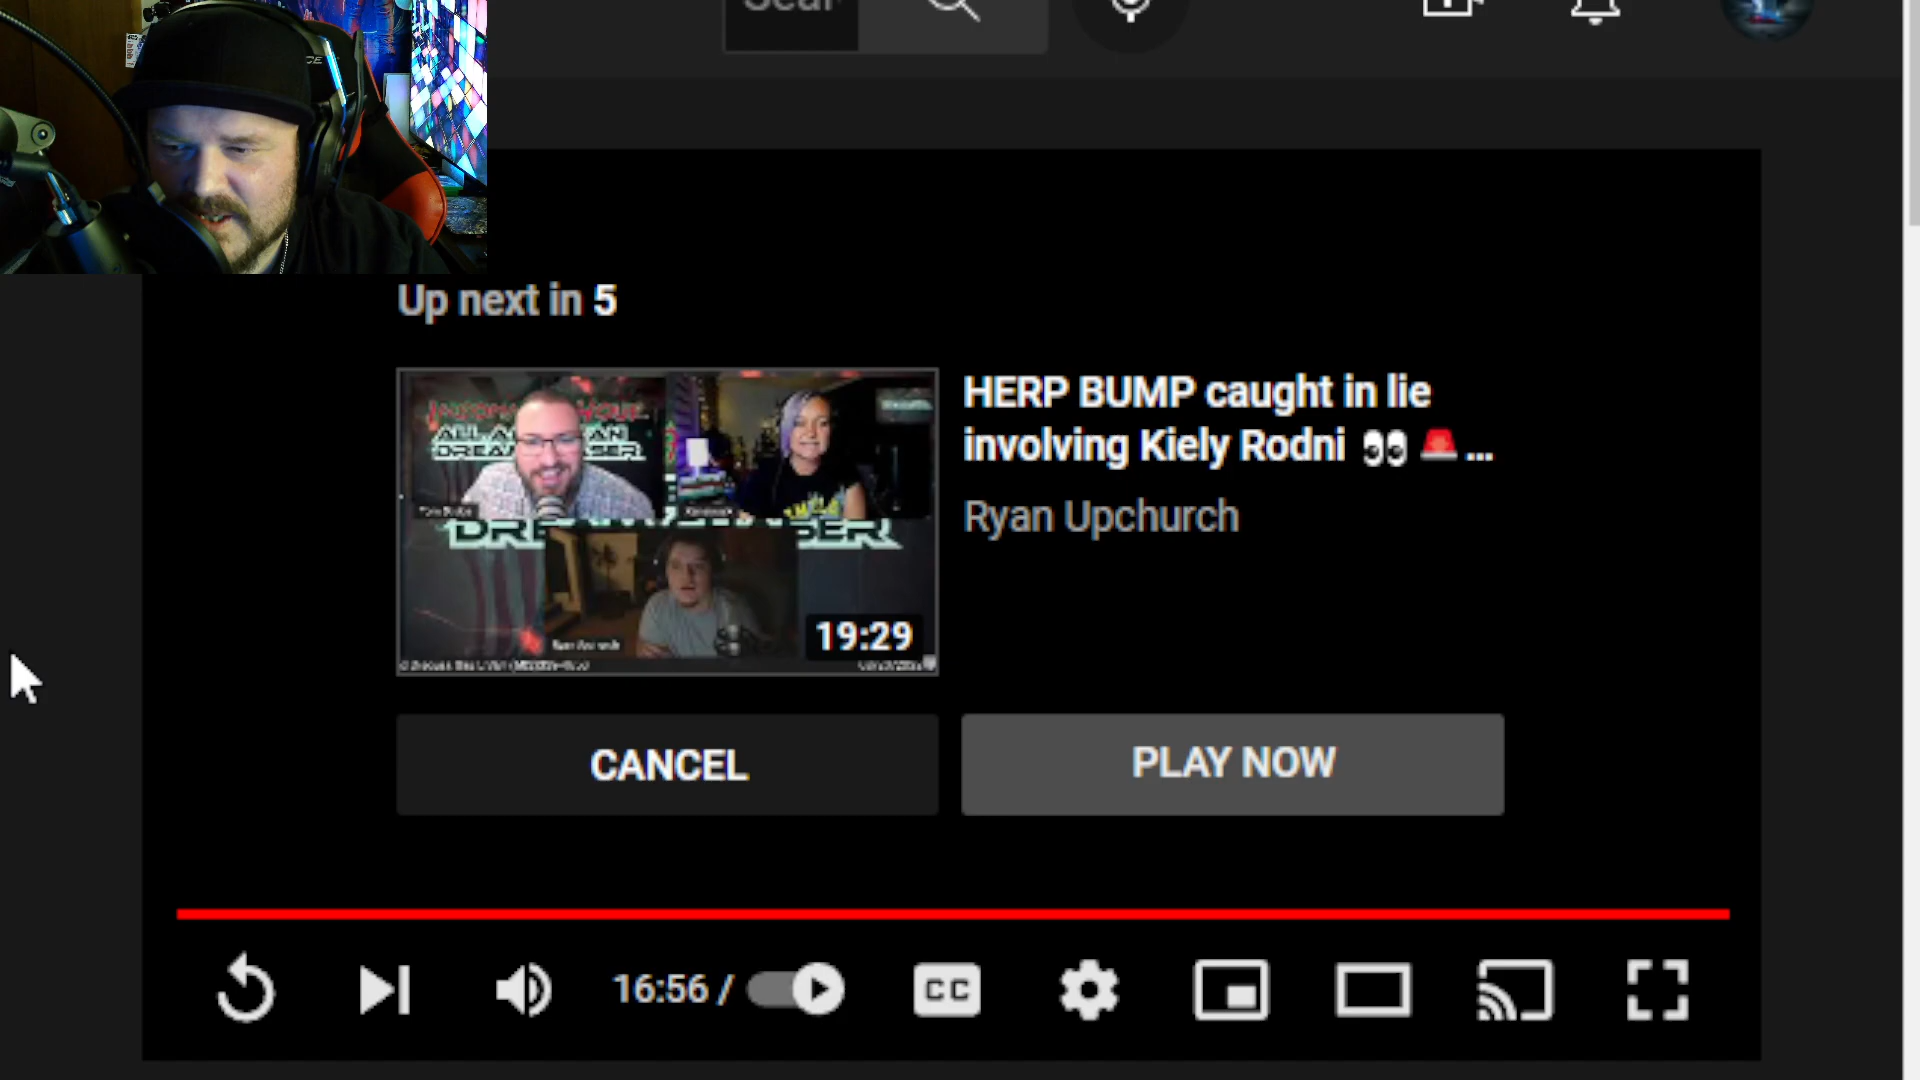 Up next in 5
HERP BUMP caught in lie
involving Kiely Rodni 👀 🚨 ...
Ryan Upchurch
19:29
CANCEL
PLAY NOW
16:56 /
CC